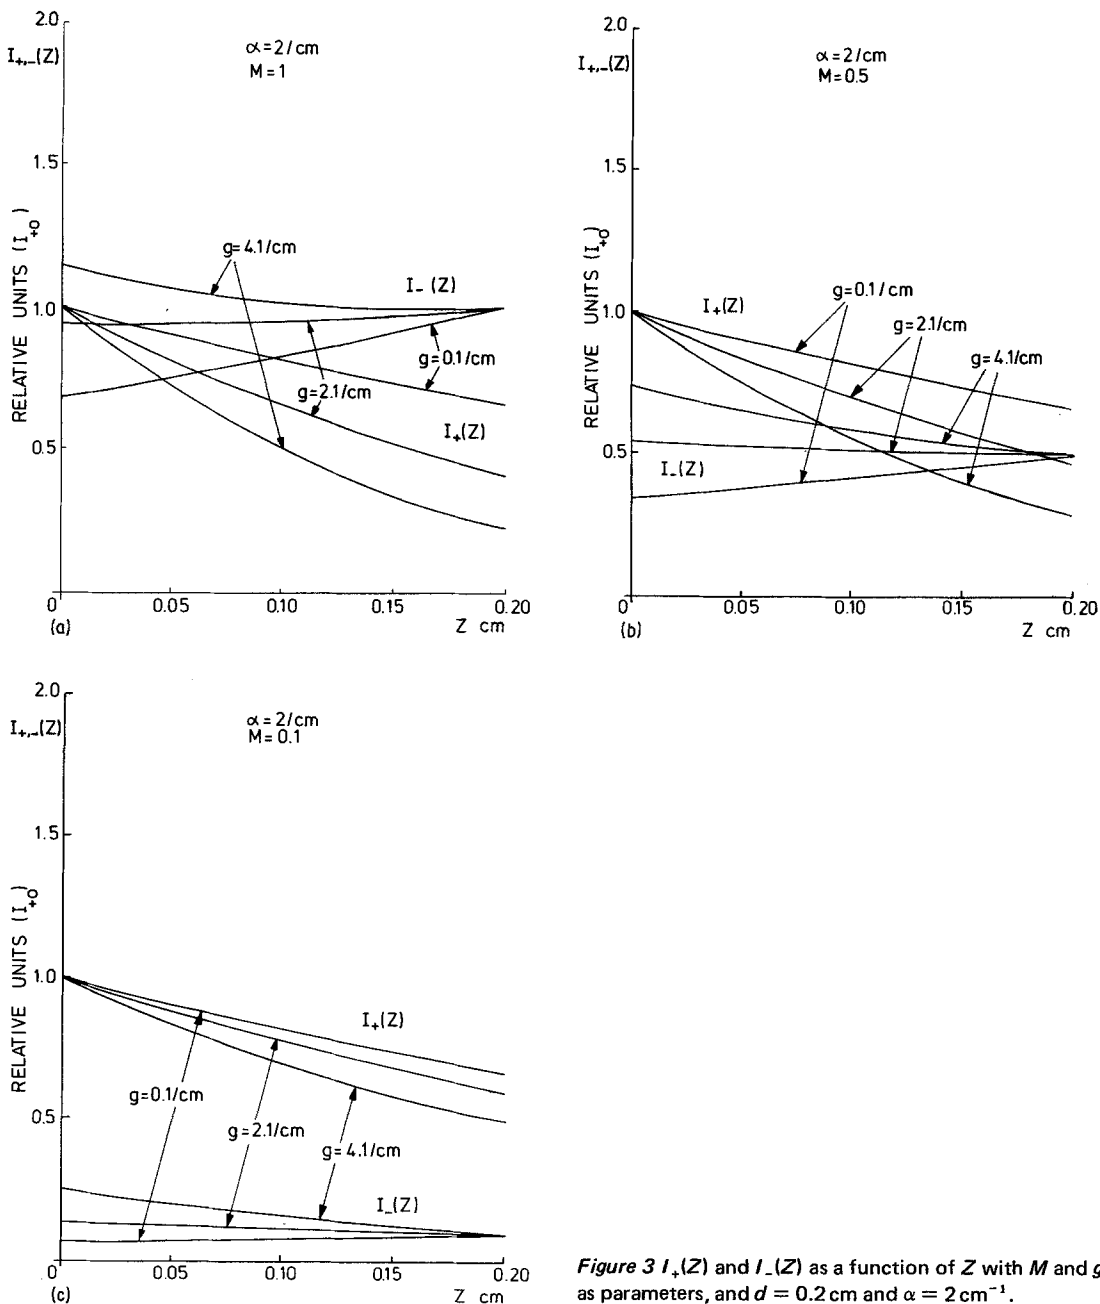 2.0
I₊,₋(Z)
α=2/cm
M=1
1.5
RELATIVE UNITS (I₊₀)
g=4.1/cm
I₋(Z)
1.0
g=0.1/cm
g=2.1/cm
I₊(Z)
0.5
0 0.05 0.10 0.15 0.20
(a) Z cm
2.0
I₊,₋(Z)
α=2/cm
M=0.5
1.5
RELATIVE UNITS (I₊₀)
g=0.1/cm
I₊(Z)
1.0
g=2.1/cm
g=4.1/cm
0.5
I₋(Z)
0 0.05 0.10 0.15 0.20
(b) Z cm
2.0
I₊,₋(Z)
α=2/cm
M=0.1
1.5
RELATIVE UNITS (I₊₀)
1.0
I₊(Z)
g=0.1/cm
0.5
g=2.1/cm
g=4.1/cm
I₋(Z)
0 0.05 0.10 0.15 0.20
(c) Z cm
Figure 3 I₊(Z) and I₋(Z) as a function of Z with M and g
as parameters, and d = 0.2 cm and α = 2 cm⁻¹.